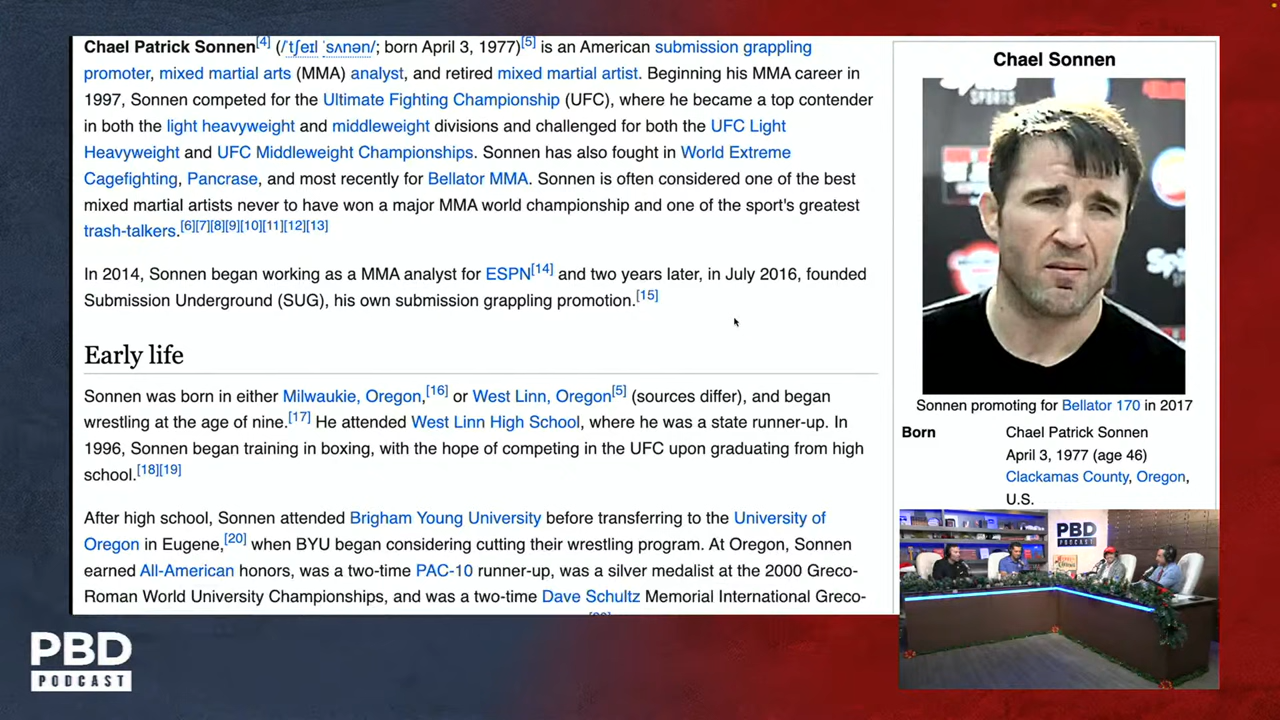 Chael Patrick Sonnen[4] (/ˈtʃeɪl ˈsʌnən/; born April 3, 1977)[5] is an American submission grappling
promoter, mixed martial arts (MMA) analyst, and retired mixed martial artist. Beginning his MMA career in
1997, Sonnen competed for the Ultimate Fighting Championship (UFC), where he became a top contender
in both the light heavyweight and middleweight divisions and challenged for both the UFC Light
Heavyweight and UFC Middleweight Championships. Sonnen has also fought in World Extreme
Cagefighting, Pancrase, and most recently for Bellator MMA. Sonnen is often considered one of the best
mixed martial artists never to have won a major MMA world championship and one of the sport's greatest
trash-talkers.[6][7][8][9][10][11][12][13]
In 2014, Sonnen began working as a MMA analyst for ESPN[14] and two years later, in July 2016, founded
Submission Underground (SUG), his own submission grappling promotion.[15]
Early life
Sonnen was born in either Milwaukie, Oregon,[16] or West Linn, Oregon[5] (sources differ), and began
wrestling at the age of nine.[17] He attended West Linn High School, where he was a state runner-up. In
1996, Sonnen began training in boxing, with the hope of competing in the UFC upon graduating from high
school.[18][19]
After high school, Sonnen attended Brigham Young University before transferring to the University of
Oregon in Eugene,[20] when BYU began considering cutting their wrestling program. At Oregon, Sonnen
earned All-American honors, was a two-time PAC-10 runner-up, was a silver medalist at the 2000 Greco-
Roman World University Championships, and was a two-time Dave Schultz Memorial International Greco-
Chael Sonnen
SPORTS
Sonnen promoting for Bellator 170 in 2017
Born
Chael Patrick Sonnen
April 3, 1977 (age 46)
Clackamas County, Oregon,
U.S.
PBD
PODCAST
PBD
PODCAST